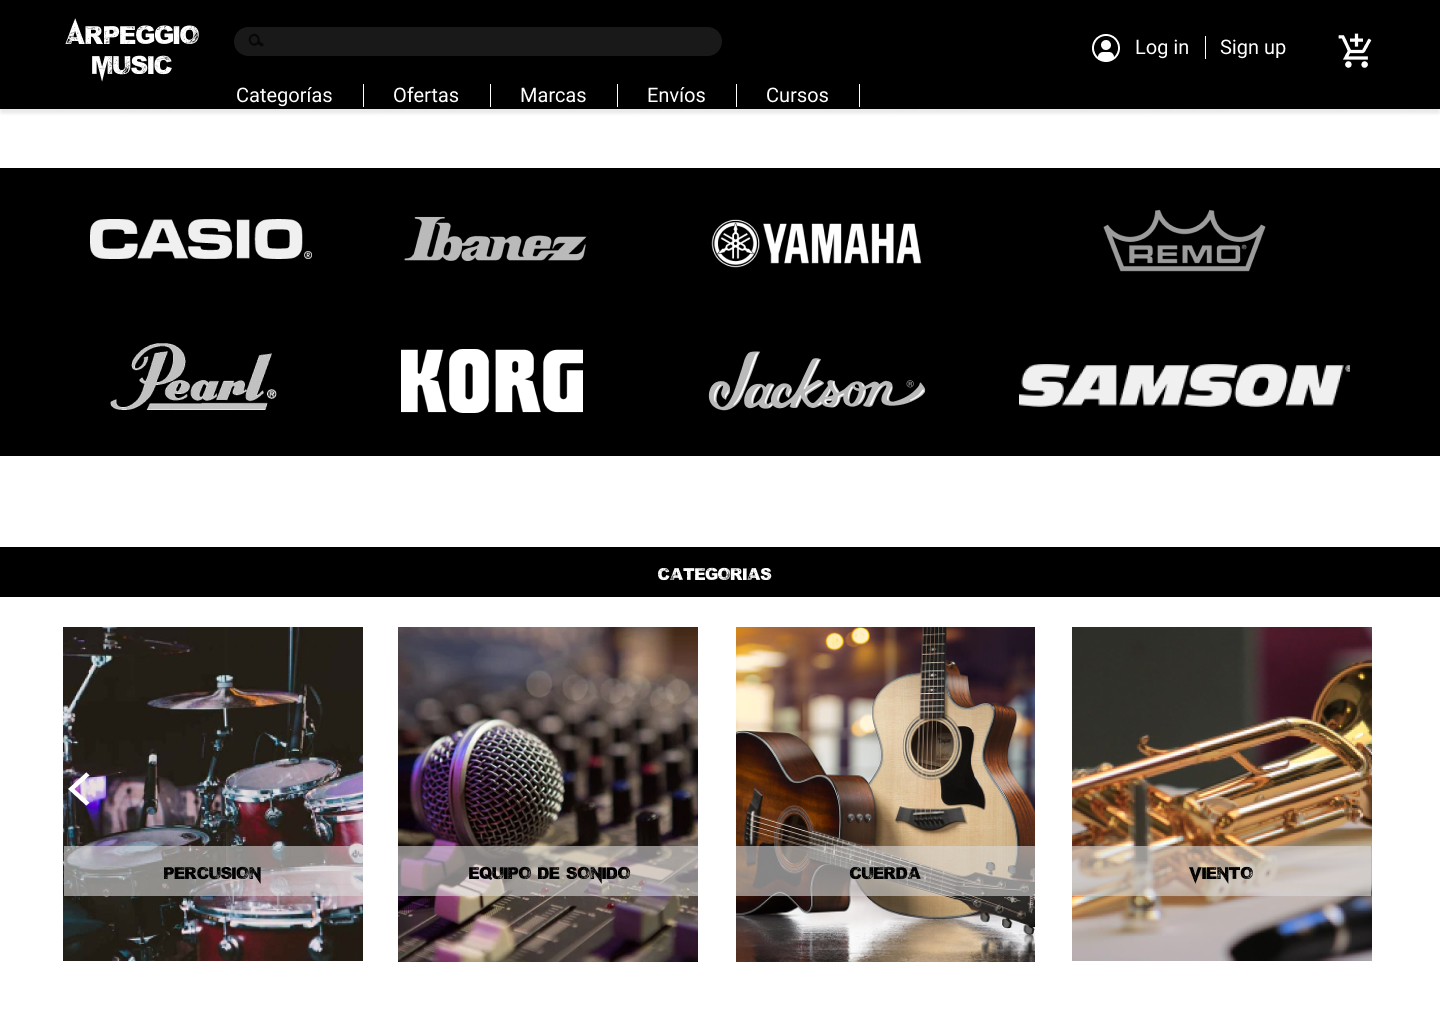 ARPEGGIO
MUSIC
Log in
Sign up
Categorías
Ofertas
Marcas
Envíos
Cursos
CASIO®
Ibanez
YAMAHA
REMO®
Pearl®
KORG
Jackson®
SAMSON®
CATEGORIAS
PERCUSION
EQUIPO DE SONIDO
CUERDA
VIENTO